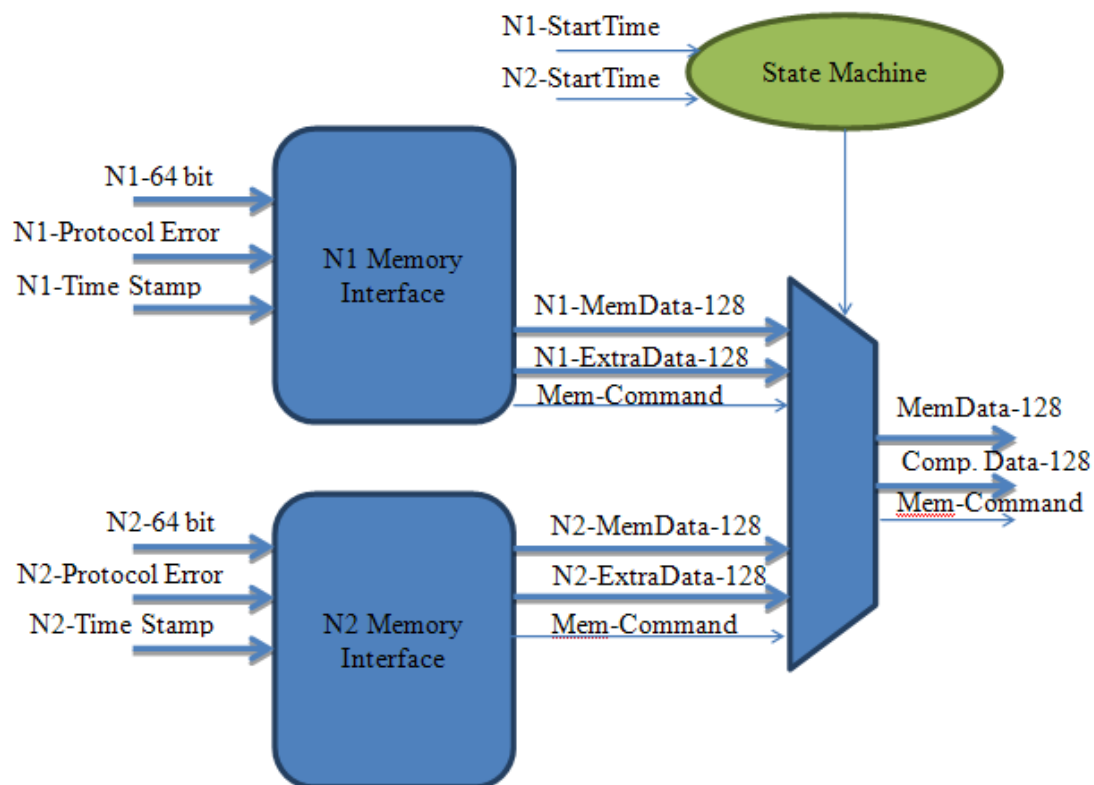 N1-StartTime
N2-StartTime
State Machine
N1-64 bit
N1-Protocol Error
N1-Time Stamp
N1 Memory
Interface
N1-MemData-128
N1-ExtraData-128
Mem-Command
MemData-128
Comp. Data-128
Mem-Command
N2-64 bit
N2-Protocol Error
N2-Time Stamp
N2 Memory
Interface
N2-MemData-128
N2-ExtraData-128
Mem-Command